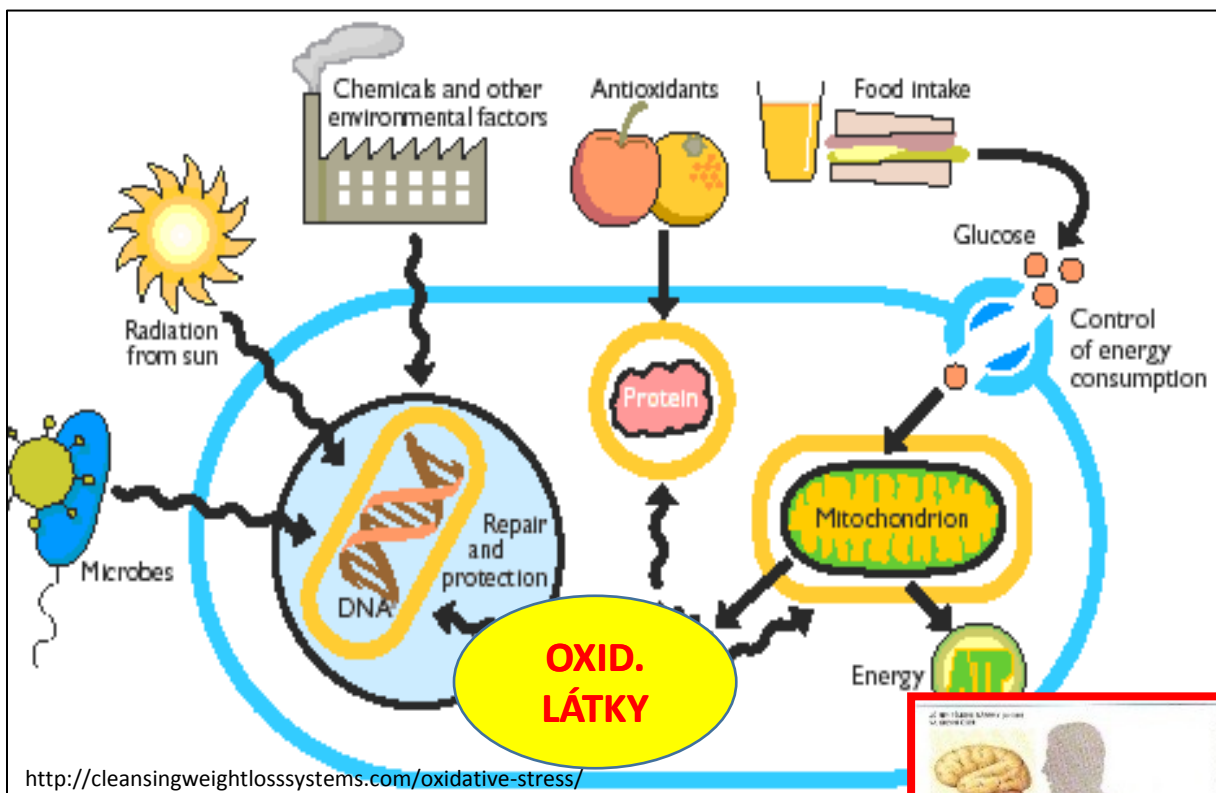 Chemicals and other
environmental factors
Antioxidants
Food intake
Glucose
Radiation
from sun
Control
of energy
consumption
Protein
Mitochondrion
Repair
and
protection
Microbes
DNA
OXID.
LÁTKY
Energy
ATP
http://cleansingweightlosssystems.com/oxidative-stress/